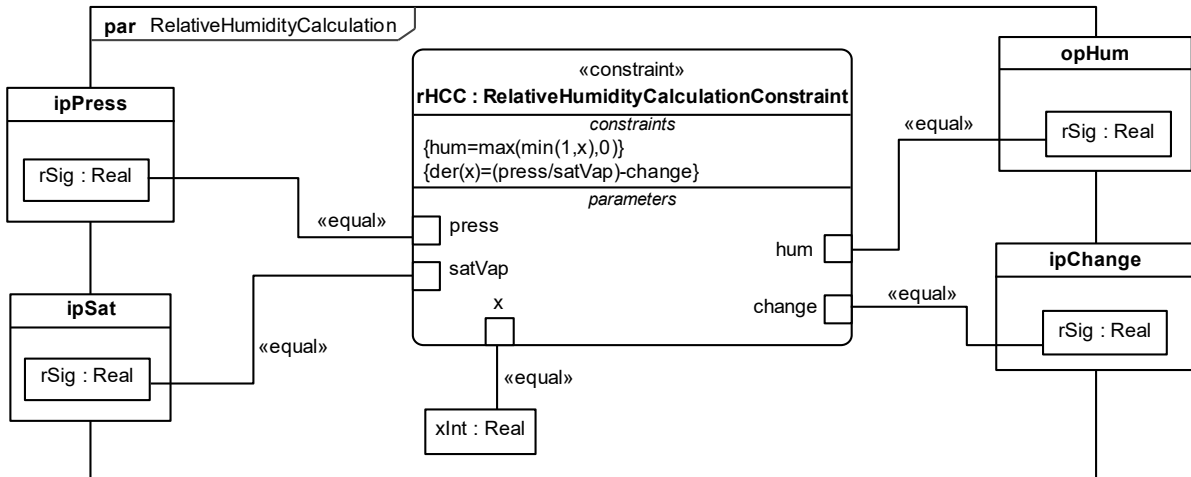 par RelativeHumidityCalculation
«constraint»
rHCC : RelativeHumidityCalculationConstraint
constraints
{hum=max(min(1,x),0)}
{der(x)=(press/satVap)-change}
parameters
press
satVap
x
hum
change
ipPress
rSig : Real
«equal»
ipSat
rSig : Real
«equal»
«equal»
xInt : Real
opHum
rSig : Real
«equal»
ipChange
rSig : Real
«equal»